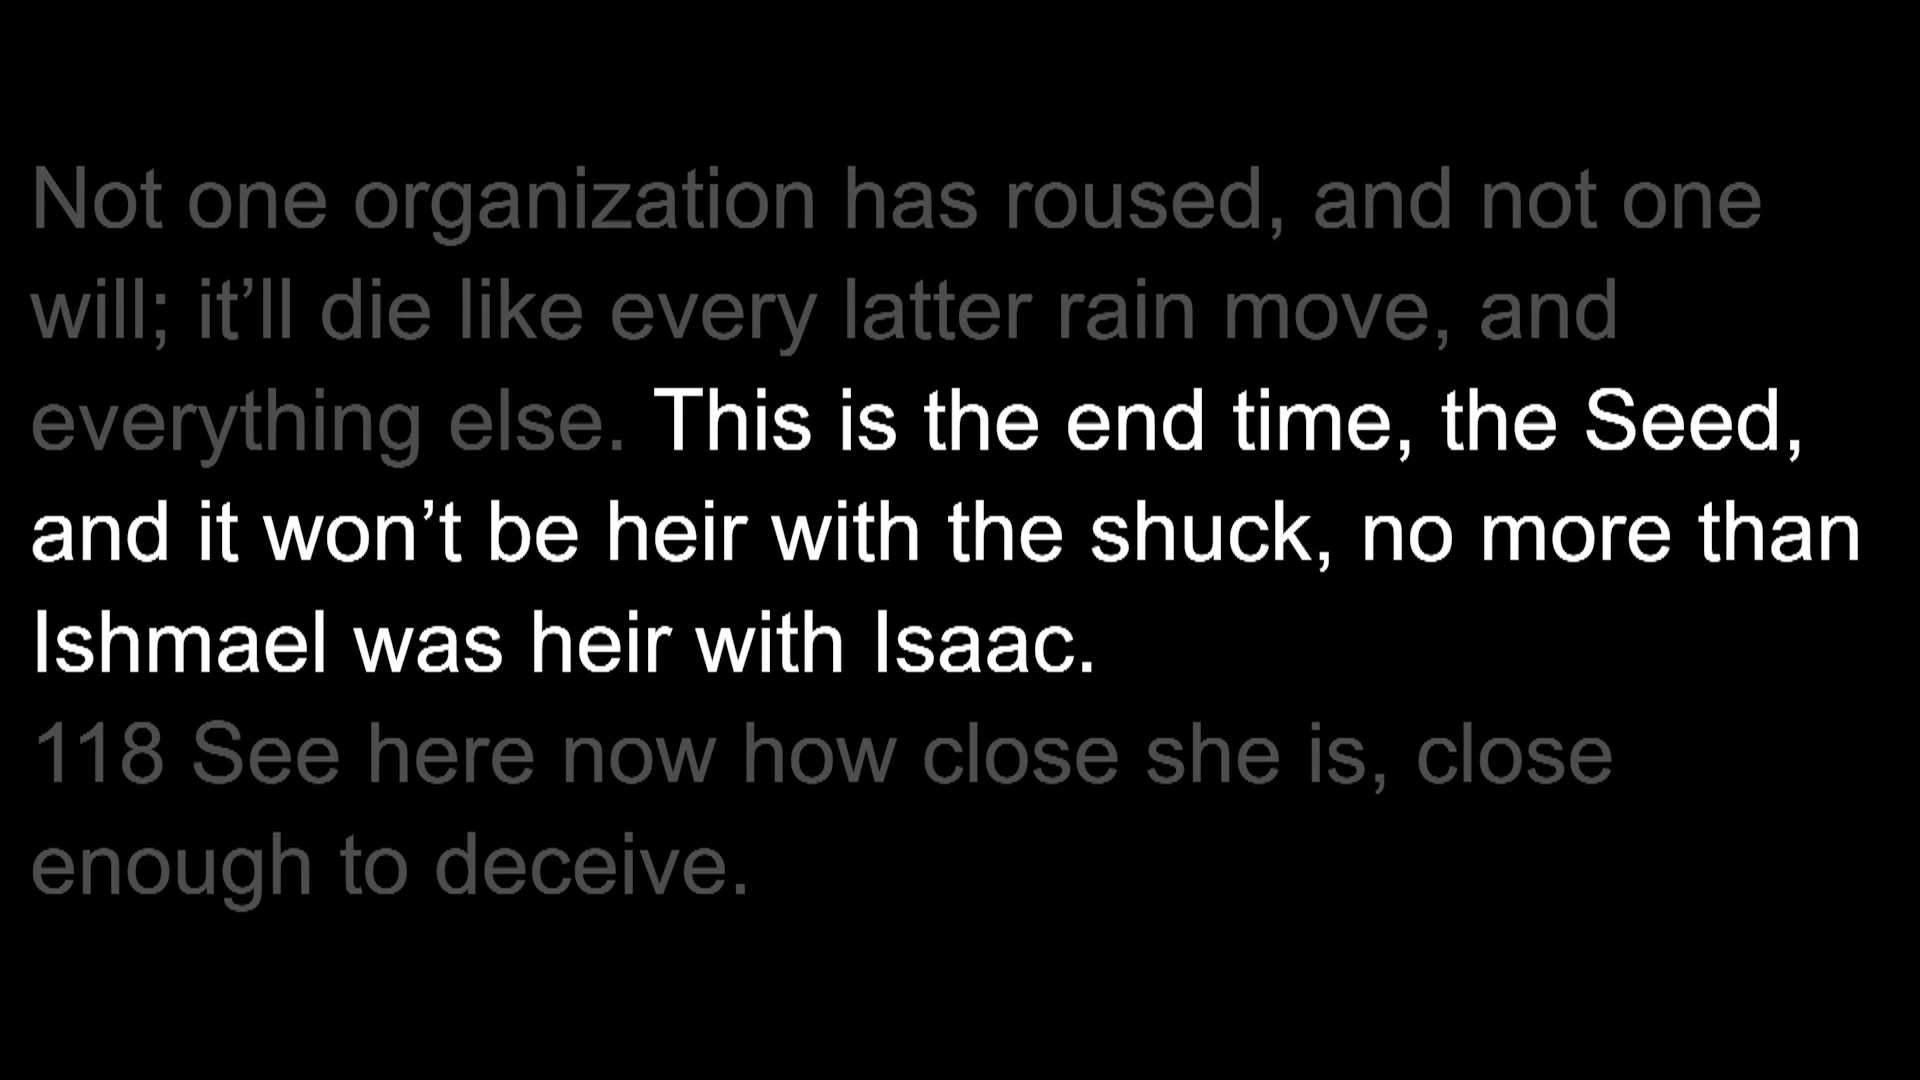 Not one organization has roused, and not one
will; it’ll die like every latter rain move, and
everything else. This is the end time, the Seed,
and it won’t be heir with the shuck, no more than
Ishmael was heir with Isaac.
118 See here now how close she is, close
enough to deceive.